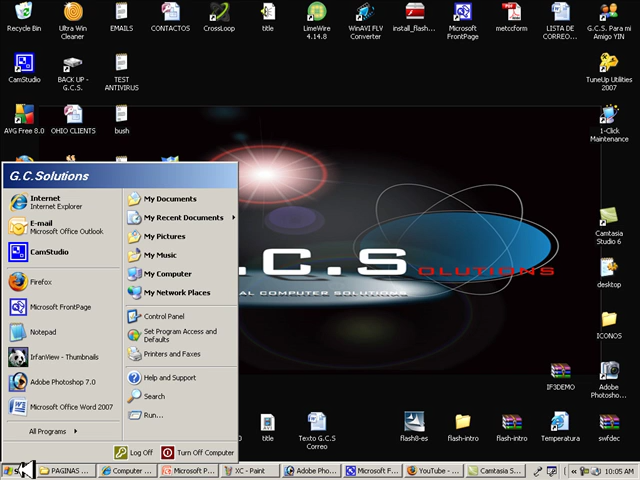 Recycle Bin
Ultra Win
Cleaner
EMAILS
CONTACTOS
CrossLoop
title
LimeWire
4.14.8
WinAVI FLV
Converter
install_flash...
Microsoft
FrontPage
metccform
LISTA DE
CORREO...
G.C.S. Para mi
Amigo YIN
CamStudio
BACK UP -
G.C.S.
TEST
ANTIVIRUS
TuneUp Utilities
2007
AVG Free 8.0
OHIO CLIENTS
bush
1-Click
Maintenance
G.C.Solutions
Internet
Internet Explorer
E-mail
Microsoft Office Outlook
CamStudio
Firefox
Microsoft FrontPage
Notepad
IrfanView - Thumbnails
Adobe Photoshop 7.0
Microsoft Office Word 2007
All Programs
My Documents
My Recent Documents
My Pictures
My Music
My Computer
My Network Places
Control Panel
Set Program Access and
Defaults
Printers and Faxes
Help and Support
Search
Run...
Log Off
Turn Off Computer
.C.S OLUTIONS
AL COMPUTER SOLUTIONS
Camtasia
Studio 6
desktop
ICONOS
IF3DEMO
Adobe
Photosho...
title
Texto G.C.S
Correo
flash8-es
flash-intro
flash-intro
Temperatura
swfdec
PAGINAS ...
Computer ...
Microsoft P...
XC - Paint
Adobe Pho...
Microsoft F...
YouTube - ...
Camtasia S...
10:05 AM